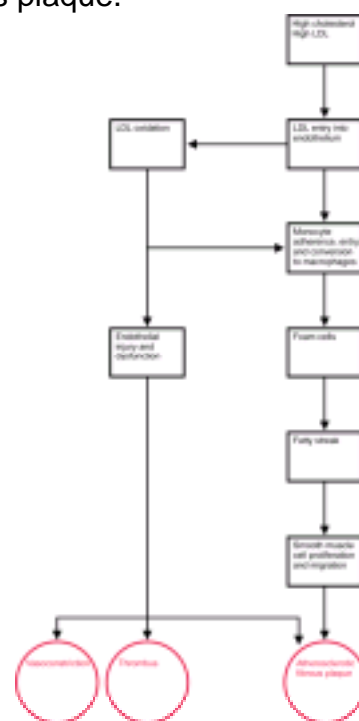 s plaque.
High cholesterol
High LDL
LDL oxidation
LDL entry into
endothelium
Monocyte
adherence, entry
and conversion
to macrophages
Endothelial
injury and
dysfunction
Foam cells
Fatty streak
Smooth muscle
cell proliferation
and migration
Vasoconstriction
Thrombus
Atherosclerotic
fibrous plaque